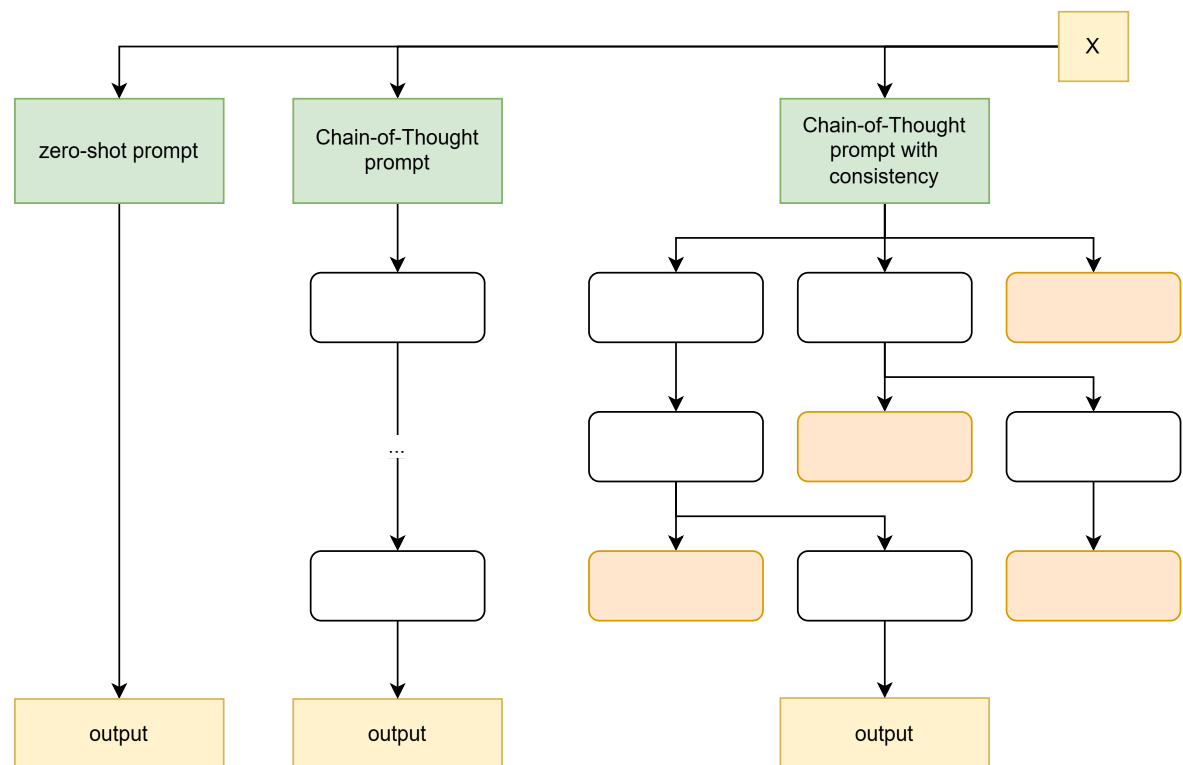 X
zero-shot prompt
Chain-of-Thought
prompt
Chain-of-Thought
prompt with
consistency
...
output
output
output